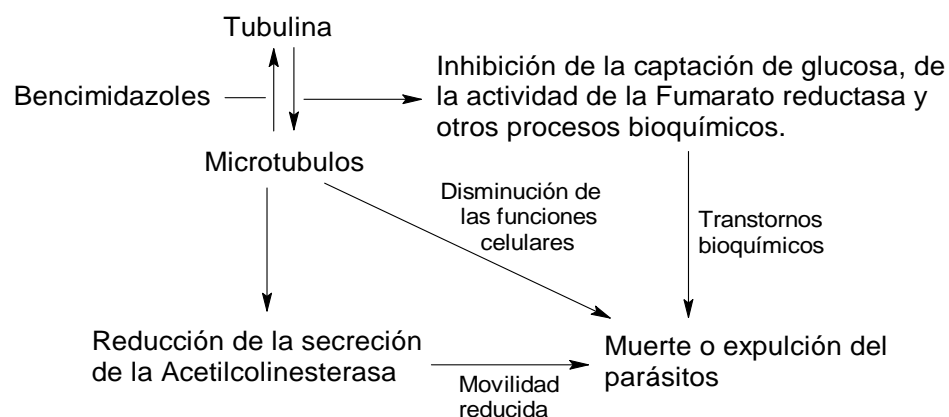 Tubulina
Bencimidazoles
Inhibición de la captación de glucosa, de
la actividad de la Fumarato reductasa y
otros procesos bioquímicos.
Microtubulos
Disminución de
las funciones
celulares
Transtornos
bioquímicos
Reducción de la secreción
de la Acetilcolinesterasa
Movilidad
reducida
Muerte o expulción del
parásitos